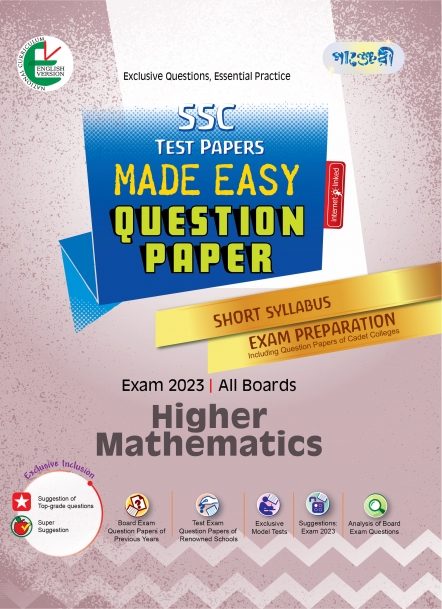 NATIONAL CURRICULUM
ENGLISH
VERSION
পাঞ্জেরী
Exclusive Questions, Essential Practice
SSC
TEST PAPERS
MADE EASY
QUESTION
PAPER
internet linked
SHORT SYLLABUS
EXAM PREPARATION
Including Question Papers of Cadet Colleges
Exam 2023 | All Boards
Higher
Mathematics
Exclusive Inclusion
Suggestion of
Top-grade questions
Super
Suggestion
Board Exam
Question Papers of
Previous Years
Test Exam
Question Papers of
Renowned Schools
Exclusive
Model Tests
Suggestions:
Exam 2023
Analysis of Board
Exam Questions